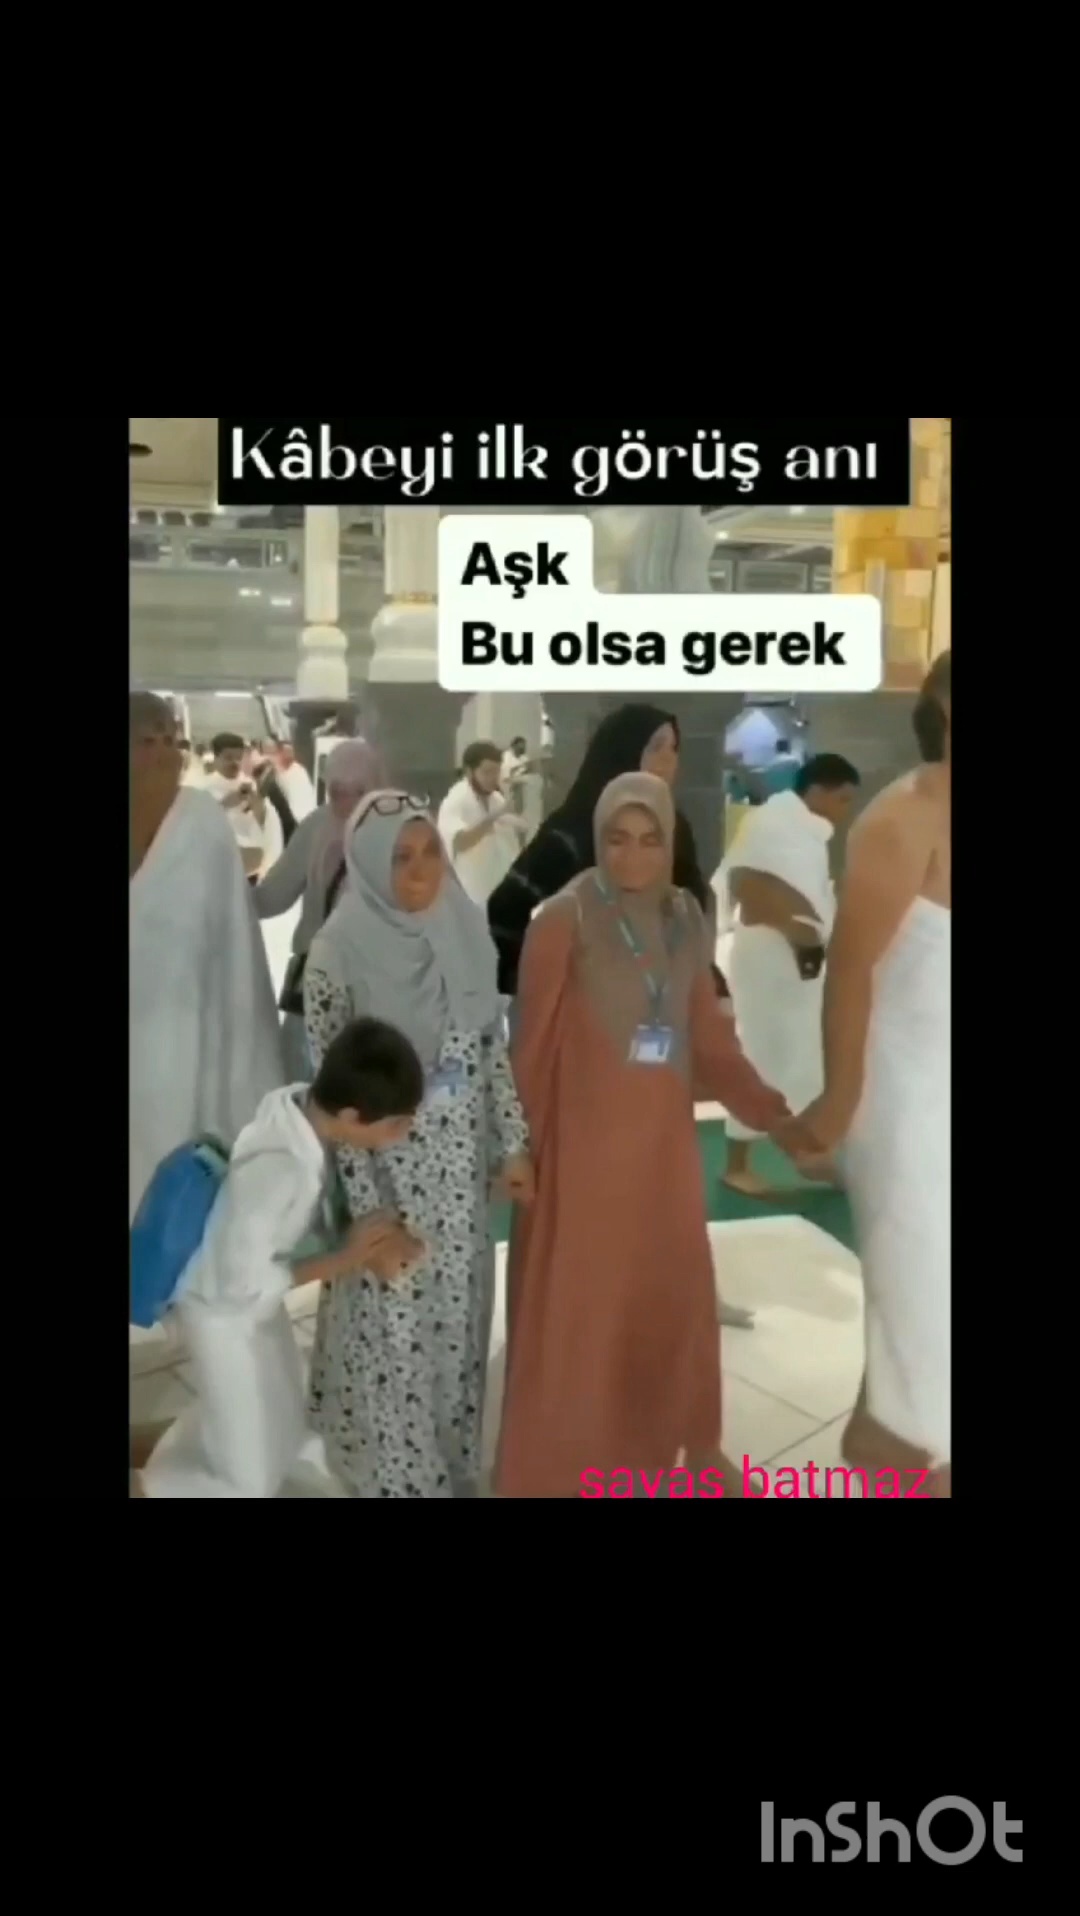 Kâbeyi ilk görüş anı
Aşk
Bu olsa gerek
savas batmaz
InShOt